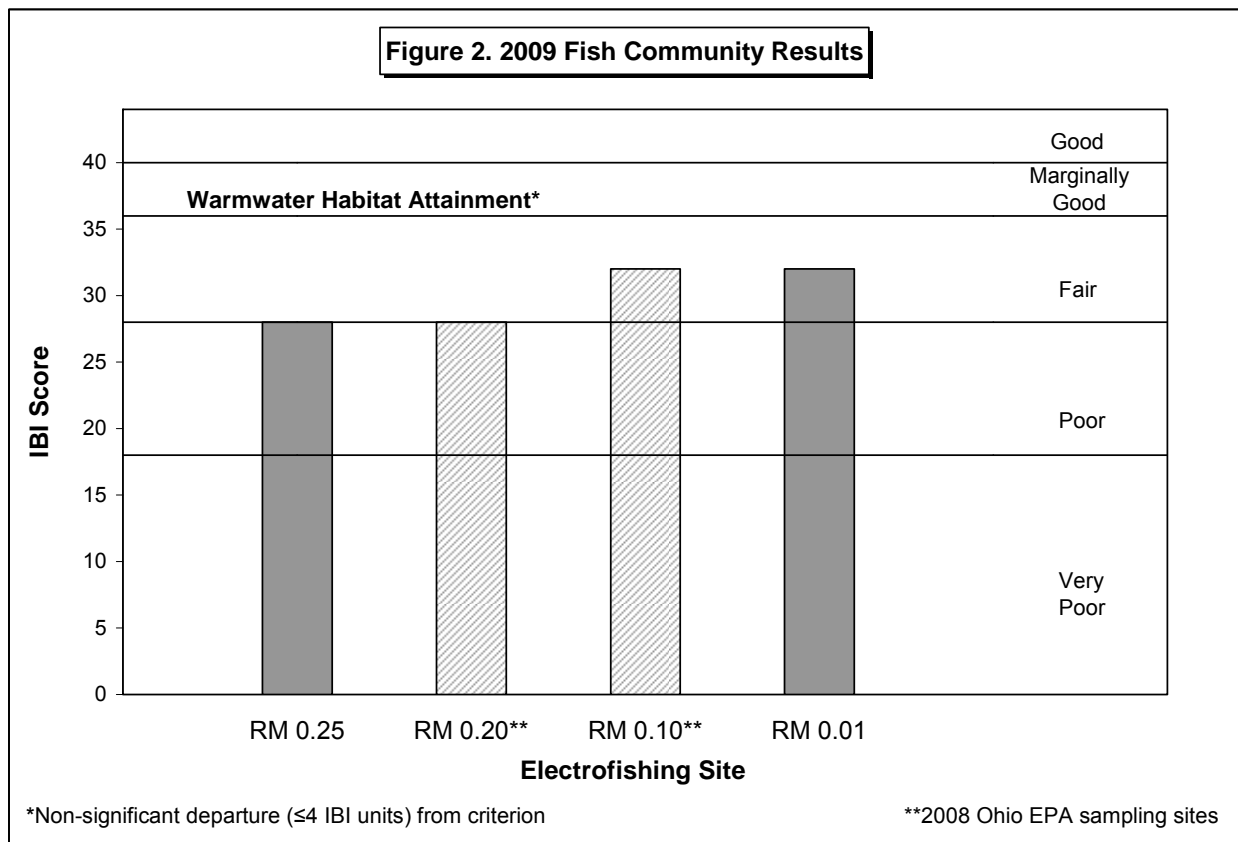 Figure 2. 2009 Fish Community Results
Good
40
Marginally
Good
Warmwater Habitat Attainment*
35
30
Fair
25
20
Poor
15
10
Very
Poor
5
0
IBI Score
RM 0.25 RM 0.20** RM 0.10** RM 0.01
Electrofishing Site
*Non-significant departure (≤4 IBI units) from criterion
**2008 Ohio EPA sampling sites